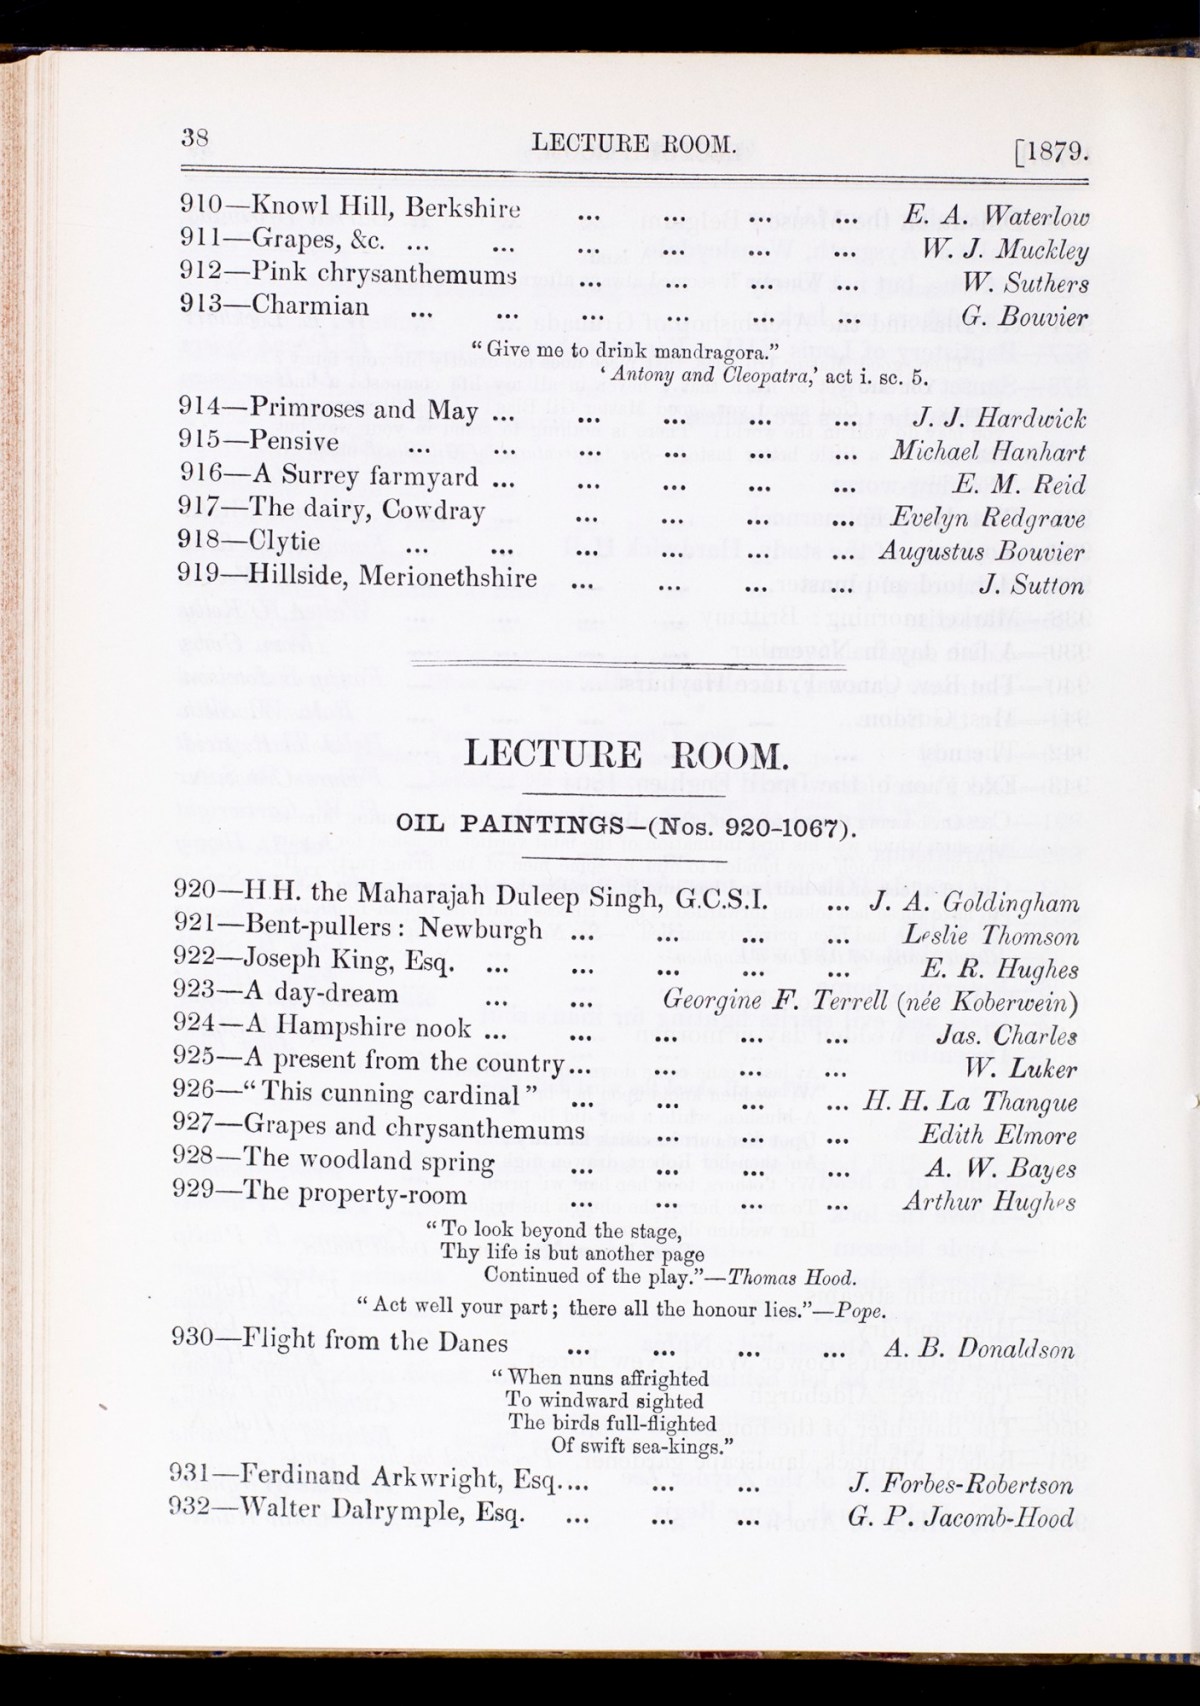 38 LECTURE ROOM. [1879.
910—Knowl Hill, Berkshire ... ... ... ... E. A. Waterlow
911—Grapes, &c. ... ... ... ... ... ... W. J. Muckley
912—Pink chrysanthemums ... ... ... ... W. Suthers
913—Charmian ... ... ... ... ... ... G. Bouvier
“Give me to drink mandragora.”
‘Antony and Cleopatra,’ act i. sc. 5.
914—Primroses and May ... ... ... ... ... J. J. Hardwick
915—Pensive ... ... ... ... ... ... Michael Hanhart
916—A Surrey farmyard ... ... ... ... ... E. M. Reid
917—The dairy, Cowdray ... ... ... ... Evelyn Redgrave
918—Clytie ... ... ... ... ... ... Augustus Bouvier
919—Hillside, Merionethshire ... ... ... ... J. Sutton
LECTURE ROOM.
OIL PAINTINGS—(Nos. 920-1067).
920—H.H. the Maharajah Duleep Singh, G.C.S.I. ... J. A. Goldingham
921—Bent-pullers : Newburgh ... ... ... ... Leslie Thomson
922—Joseph King, Esq. ... ... ... ... ... E. R. Hughes
923—A day-dream ... ... Georgine F. Terrell (née Koberwein)
924—A Hampshire nook ... ... ... ... ... Jas. Charles
925—A present from the country... ... ... ... W. Luker
926—“This cunning cardinal” ... ... ... ... H. H. La Thangue
927—Grapes and chrysanthemums ... ... ... Edith Elmore
928—The woodland spring ... ... ... ... A. W. Bayes
929—The property-room ... ... ... ... Arthur Hughes
“To look beyond the stage,
Thy life is but another page
Continued of the play.”—Thomas Hood.
“Act well your part; there all the honour lies.”—Pope.
930—Flight from the Danes ... ... ... ... A. B. Donaldson
“When nuns affrighted
To windward sighted
The birds full-flighted
Of swift sea-kings.”
931—Ferdinand Arkwright, Esq.... ... ... J. Forbes-Robertson
932—Walter Dalrymple, Esq. ... ... ... G. P. Jacomb-Hood